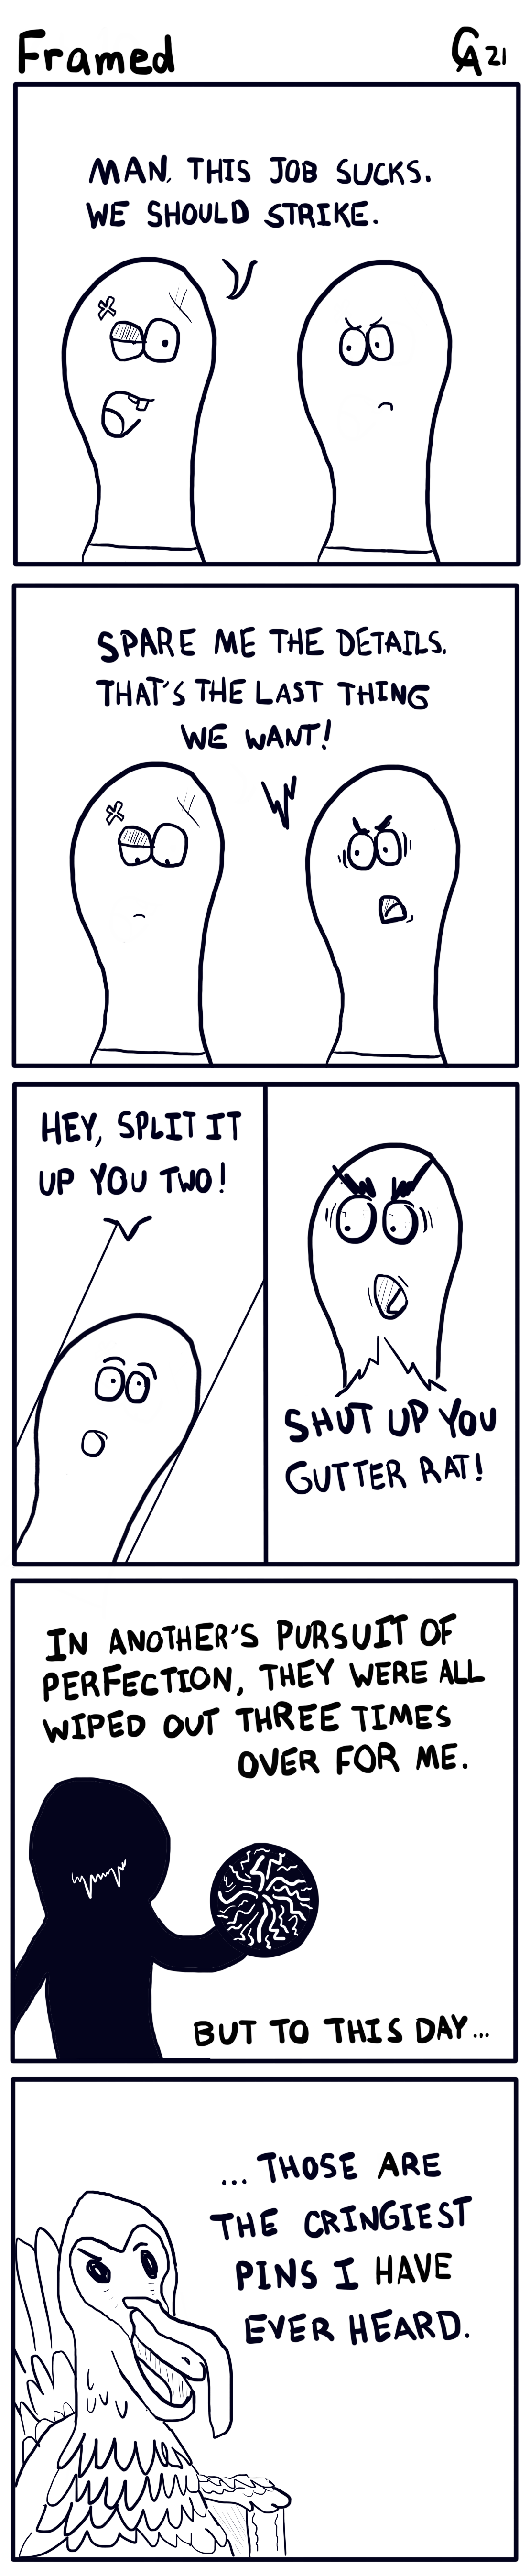 Framed
CA 21
MAN, THIS JOB SUCKS.
WE SHOULD STRIKE.
SPARE ME THE DETAILS.
THAT'S THE LAST THING
WE WANT!
HEY, SPLIT IT
UP YOU TWO!
SHUT UP YOU
GUTTER RAT!
IN ANOTHER'S PURSUIT OF
PERFECTION, THEY WERE ALL
WIPED OUT THREE TIMES
OVER FOR ME.
BUT TO THIS DAY...
...THOSE ARE
THE CRINGIEST
PINS I HAVE
EVER HEARD.